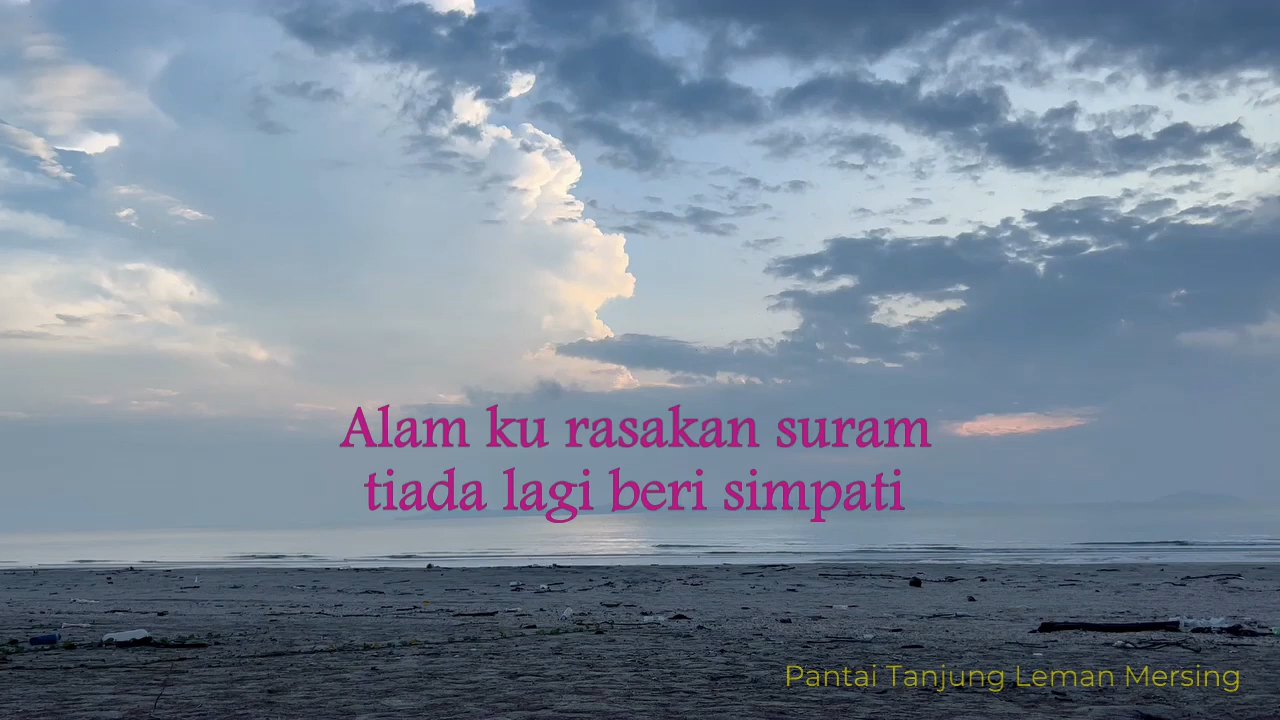 Alam ku rasakan suram
tiada lagi beri simpati
Pantai Tanjung Leman Mersing